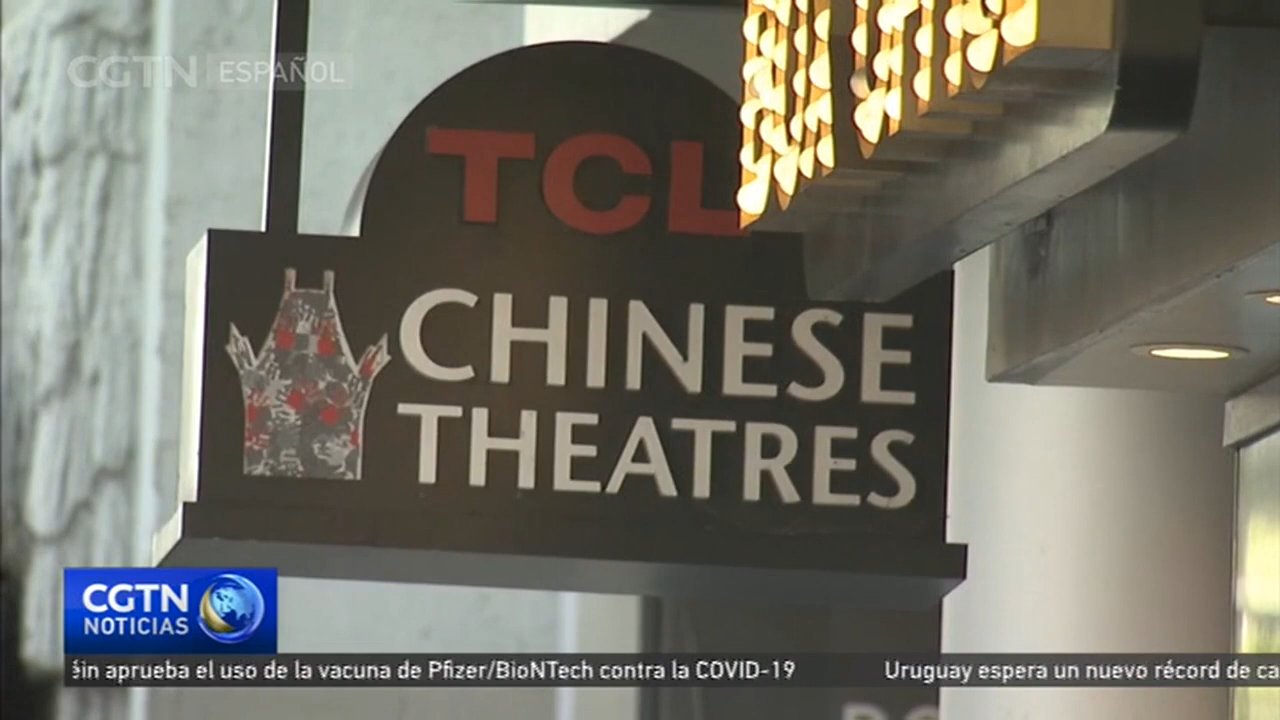 CGTN ESPAÑOL
TCL
CHINESE
THEATRES
CGTN
NOTICIAS
aprueba el uso de la vacuna de Pfizer/BioNTech contra la COVID-19 Uruguay espera un nuevo récord de